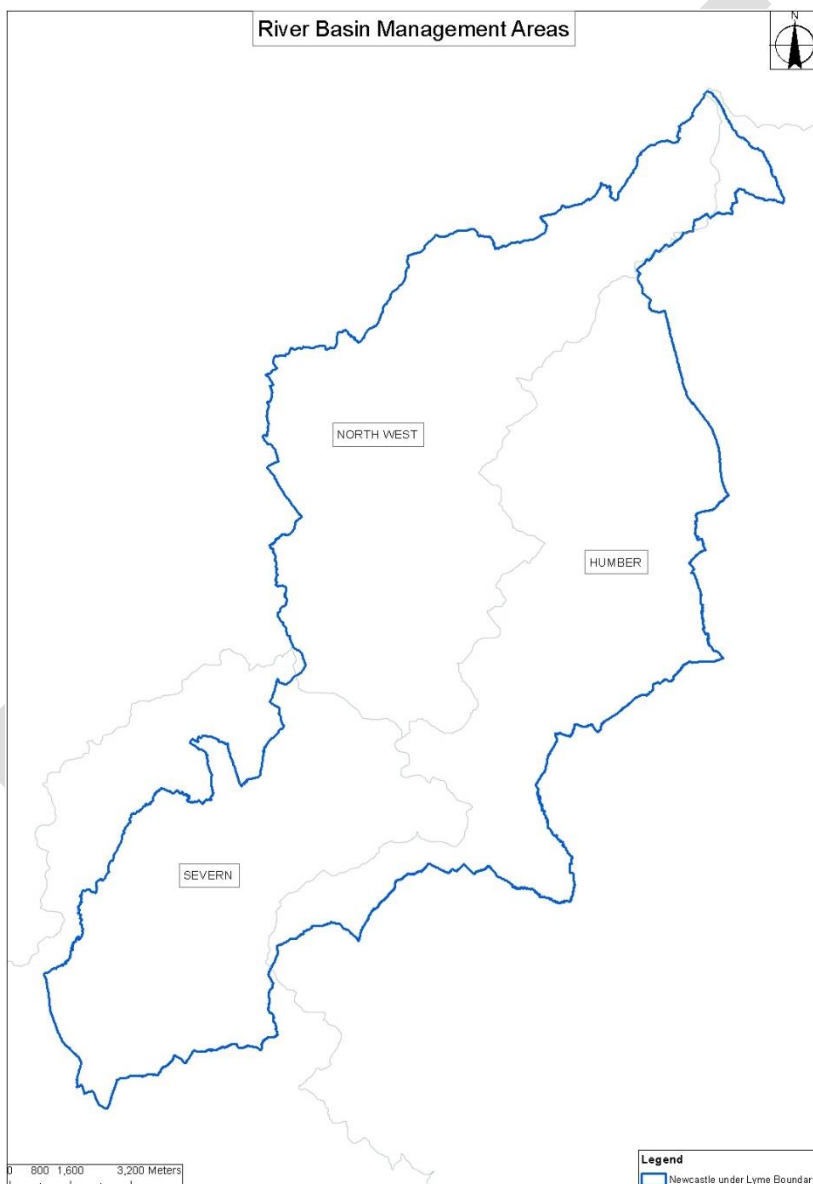 River Basin Management Areas
N
NORTH WEST
HUMBER
SEVERN
0 800 1,600 3,200 Meters
Legend
Newcastle under Lyme Boundar